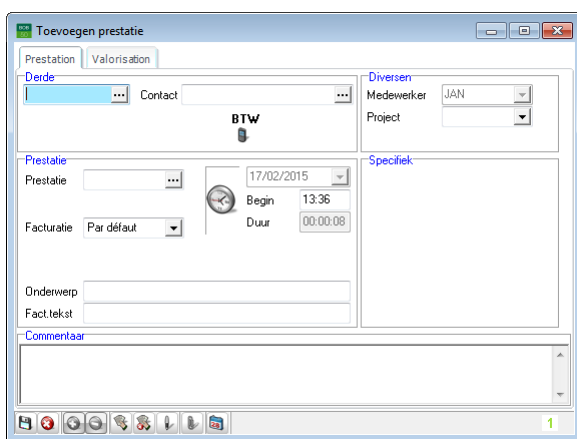 Toevoegen prestatie
Prestation Valorisation
Derde
... Contact ...
BTW
Diversen
Medewerker JAN
Project
Prestatie
Prestatie ...
17/02/2015
Begin 13:36
Duur 00:00:08
Facturatie Par défaut
Onderwerp
Fact.tekst
Specifiek
Commentaar
1